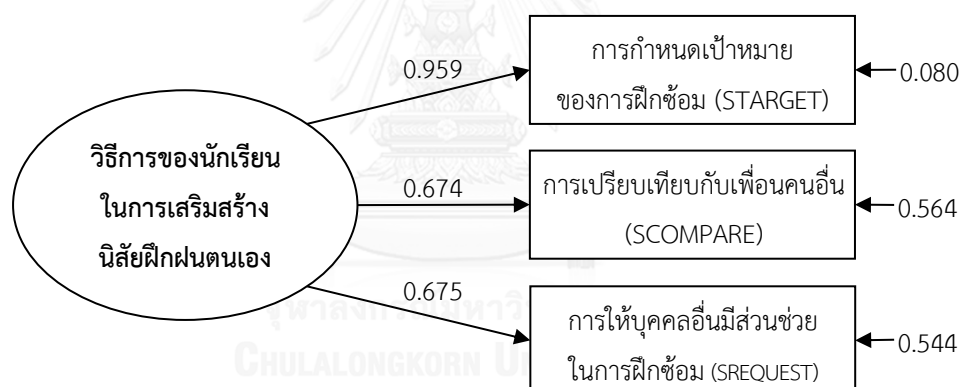 การกำหนดเป้าหมาย
ของการฝึกซ้อม (STARGET)
0.959
0.080
วิธีการของนักเรียน
ในการเสริมสร้าง
นิสัยฝึกฝนตนเอง
0.674
การเปรียบเทียบกับเพื่อนคนอื่น
(SCOMPARE)
0.564
0.675
การให้บุคคลอื่นมีส่วนช่วย
ในการฝึกซ้อม (SREQUEST)
0.544
CHULALONGKORN